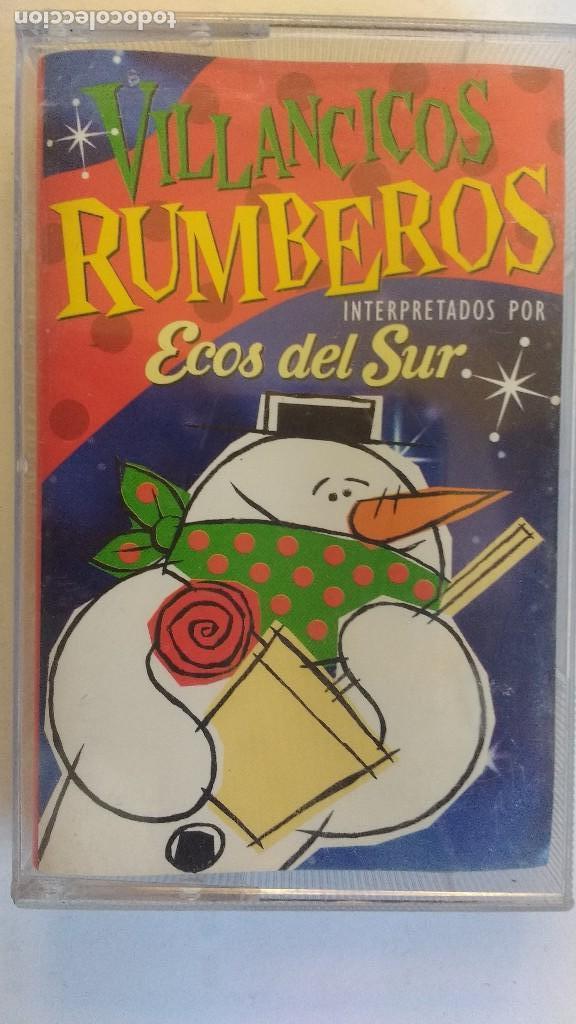 todocoleccion
VILLANCICOS
RUMBEROS
INTERPRETADOS POR
Ecos del Sur